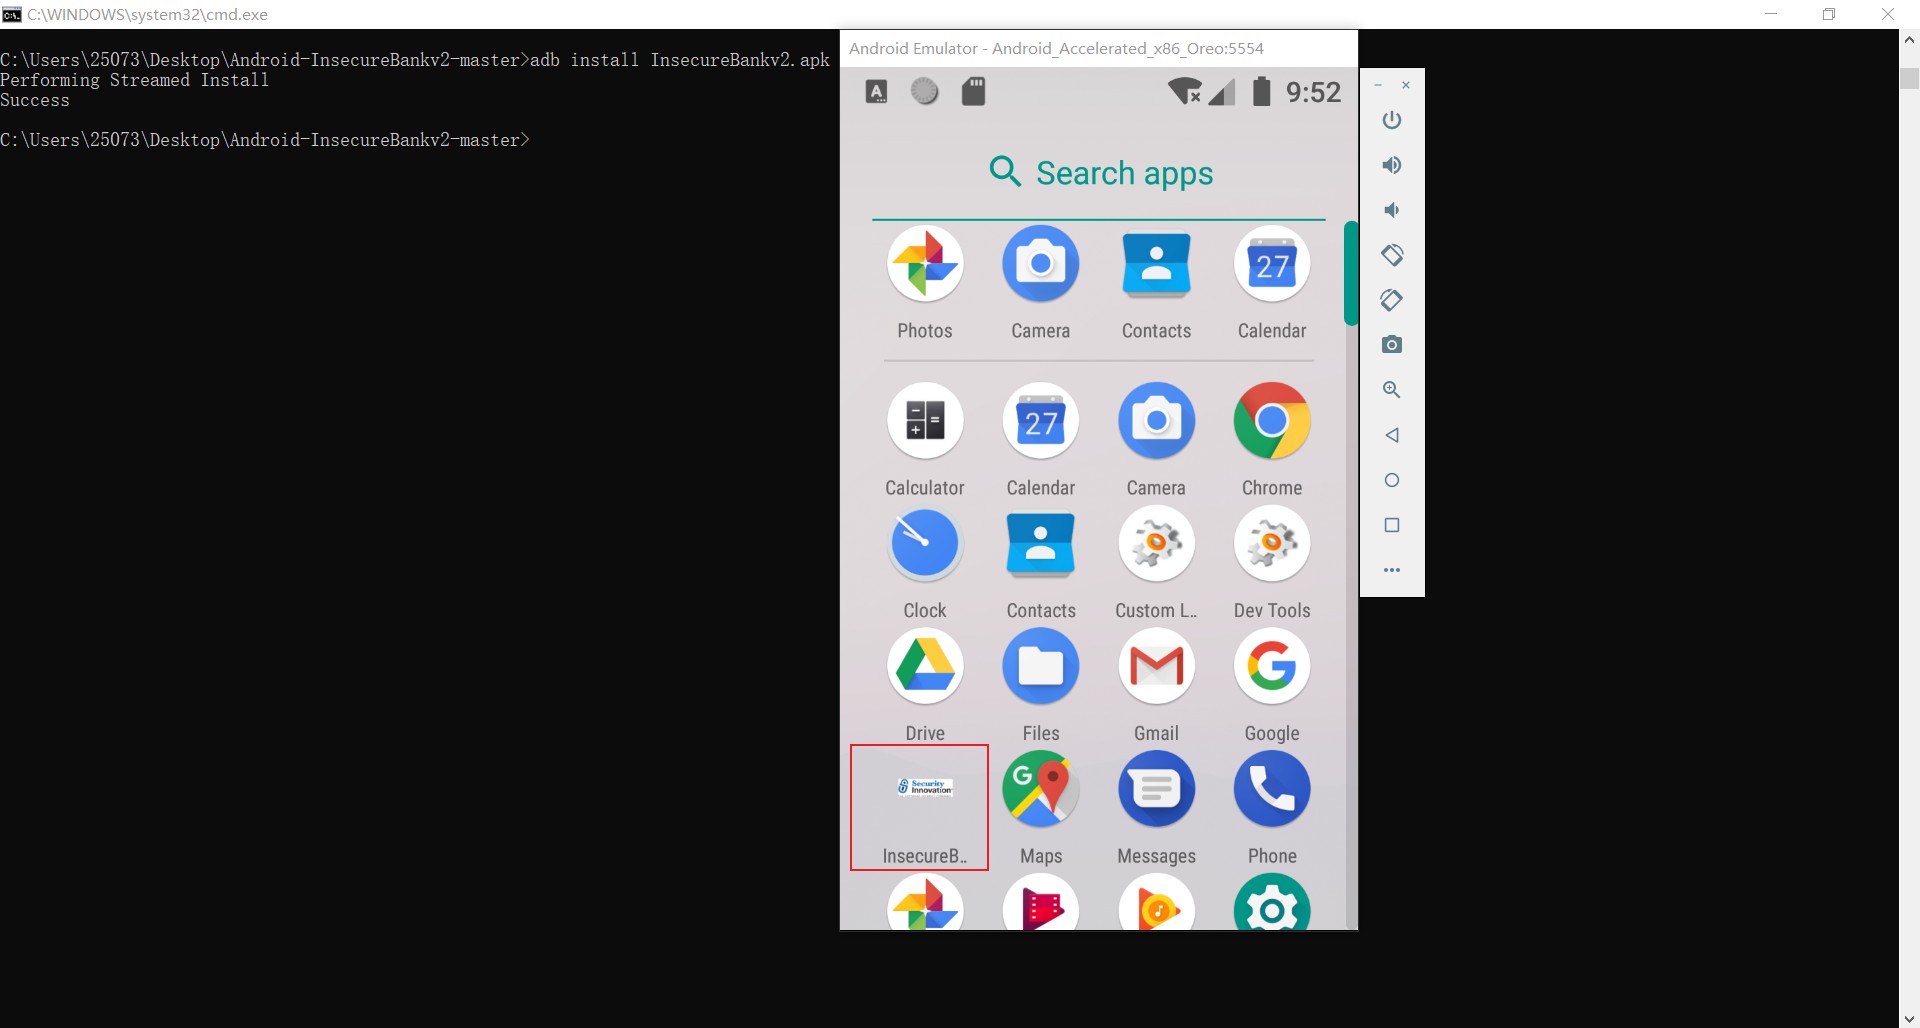 C:\WINDOWS\system32\cmd.exe
C:\Users\25073\Desktop\Android-InsecureBankv2-master>adb install InsecureBankv2.apk
Performing Streamed Install
Success
C:\Users\25073\Desktop\Android-InsecureBankv2-master>
Android Emulator - Android_Accelerated_x86_Oreo:5554
A
9:52
Search apps
27
Photos Camera Contacts Calendar
27
Calculator Calendar Camera Chrome
Clock Contacts Custom L.. Dev Tools
G
Drive Files Gmail Google
Security
Innovation
G
InsecureB.. Maps Messages Phone